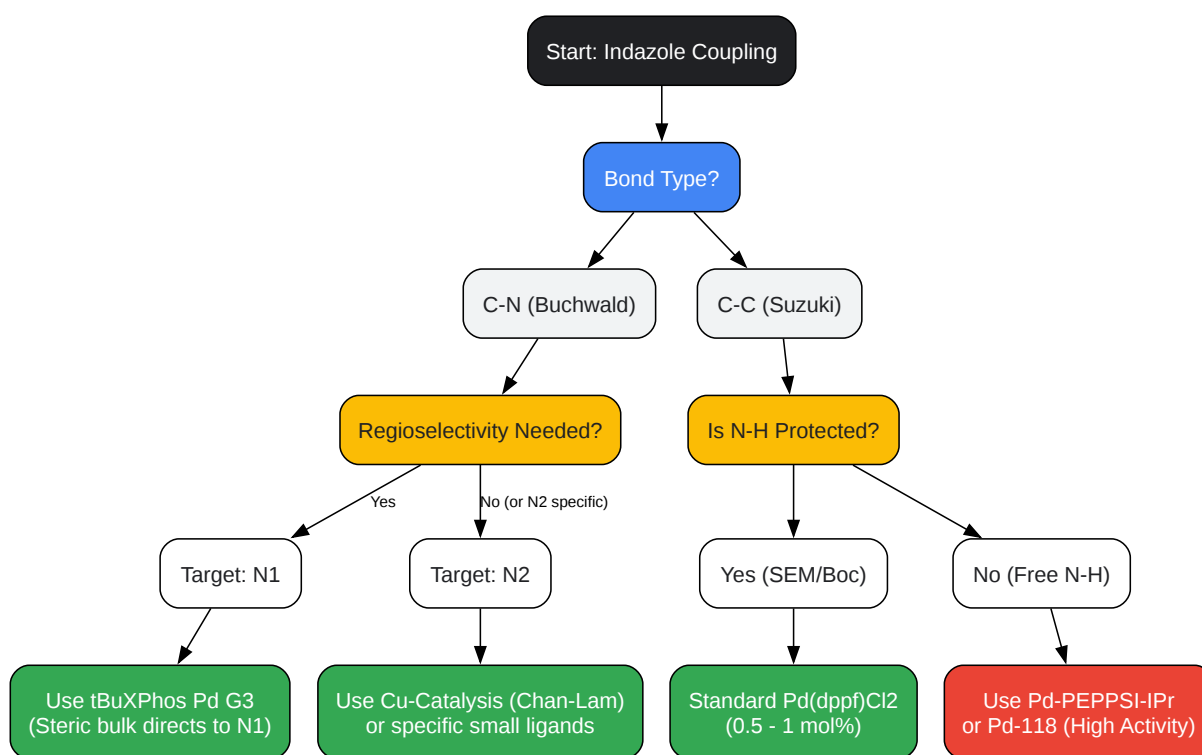 Start: Indazole Coupling
Bond Type?
C-N (Buchwald)
C-C (Suzuki)
Regioselectivity Needed?
Is N-H Protected?
Yes
No (or N2 specific)
Target: N1
Target: N2
Yes (SEM/Boc)
No (Free N-H)
Use tBuXPhos Pd G3
(Steric bulk directs to N1)
Use Cu-Catalysis (Chan-Lam)
or specific small ligands
Standard Pd(dppf)Cl2
(0.5 - 1 mol%)
Use Pd-PEPPSI-IPr
or Pd-118 (High Activity)